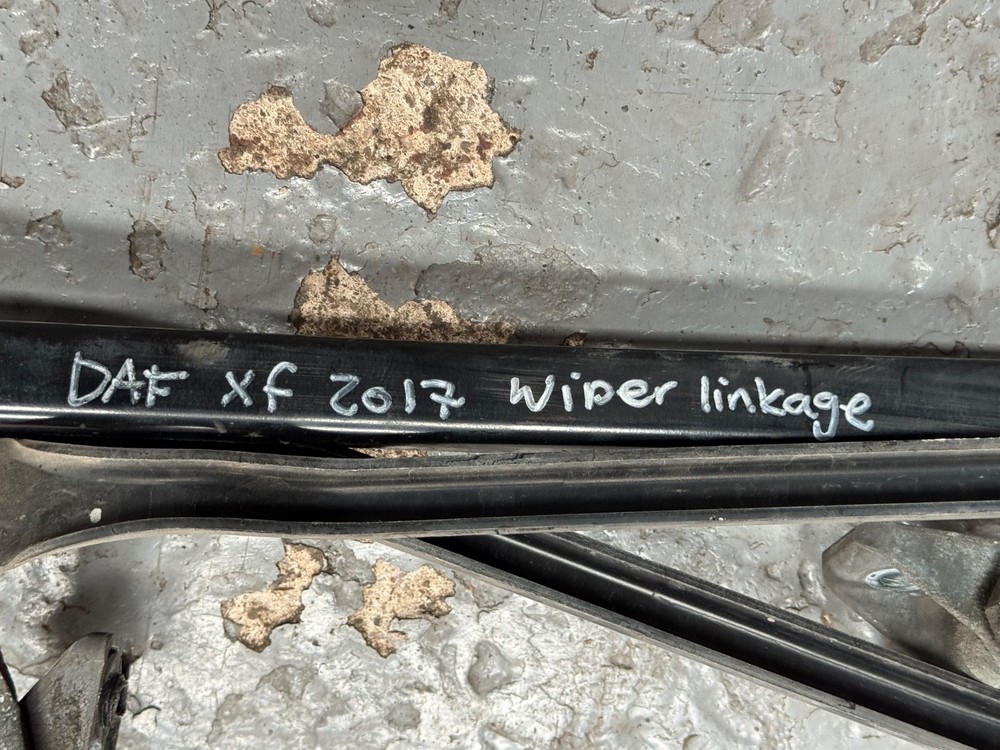 DAF xf 2017 Wiper linkage